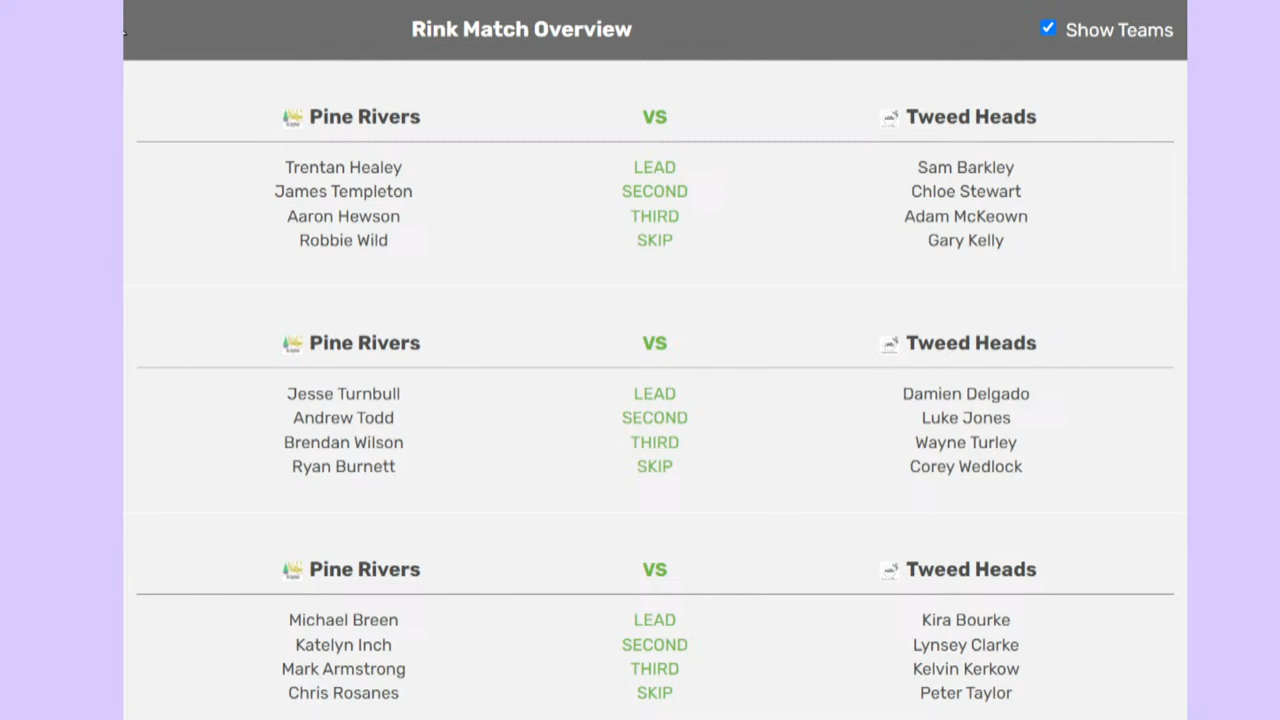 Rink Match Overview
Show Teams
Pine Rivers VS Tweed Heads
Trentan Healey LEAD Sam Barkley
James Templeton SECOND Chloe Stewart
Aaron Hewson THIRD Adam McKeown
Robbie Wild SKIP Gary Kelly
Pine Rivers VS Tweed Heads
Jesse Turnbull LEAD Damien Delgado
Andrew Todd SECOND Luke Jones
Brendan Wilson THIRD Wayne Turley
Ryan Burnett SKIP Corey Wedlock
Pine Rivers VS Tweed Heads
Michael Breen LEAD Kira Bourke
Katelyn Inch SECOND Lynsey Clarke
Mark Armstrong THIRD Kelvin Kerkow
Chris Rosanes SKIP Peter Taylor